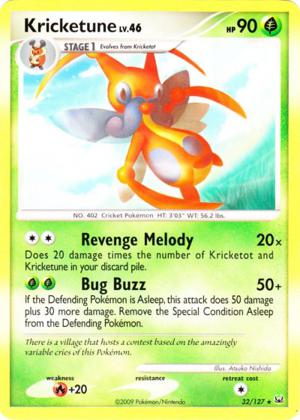 Kricketune LV.46 HP 90
STAGE 1 Evolves from Kricketot
NO. 402 Cricket Pokémon HT: 3'03" WT: 56.2 lbs.
Illus. Atsuko Nishida
Revenge Melody 20×
Does 20 damage times the number of Kricketot and
Kricketune in your discard pile.
Bug Buzz 50+
If the Defending Pokémon is Asleep, this attack does 50 damage
plus 30 more damage. Remove the Special Condition Asleep
from the Defending Pokémon.
There is a village that hosts a contest based on the amazingly
variable cries of this Pokémon.
weakness resistance retreat cost
+20
©2009 Pokémon/Nintendo 32/127 ★